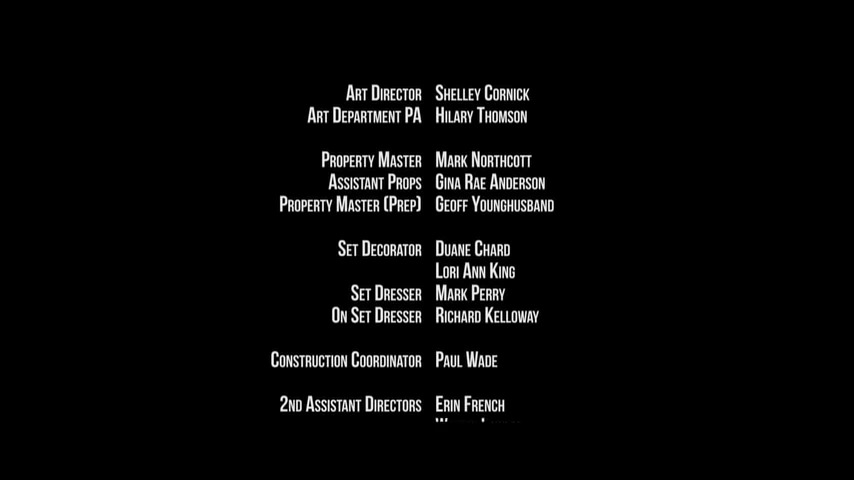 Art Director Shelley Cornick
Art Department PA Hilary Thomson
Property Master Mark Northcott
Assistant Props Gina Rae Anderson
Property Master (Prep) Geoff Younghusband
Set Decorator Duane Chard
Lori Ann King
Set Dresser Mark Perry
On Set Dresser Richard Kelloway
Construction Coordinator Paul Wade
2nd Assistant Directors Erin French